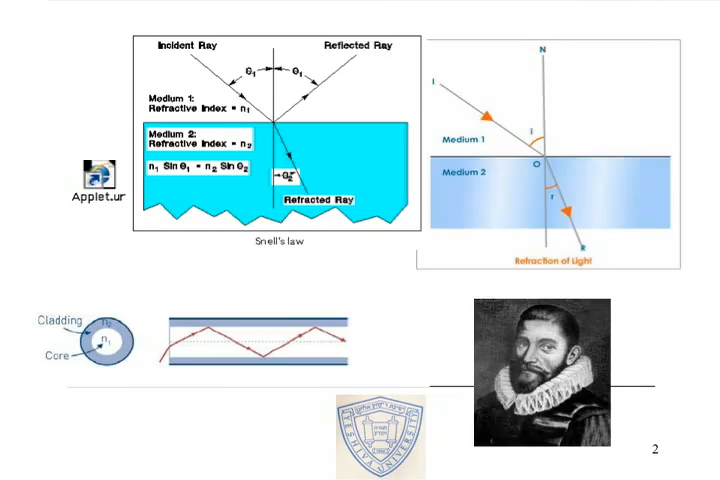 Incident Ray
Reflected Ray
Θ1
Θ1
Medium 1:
Refractive Index = n1
Medium 2:
Refractive Index = n2
n1 Sin Θ1 = n2 Sin Θ2
Θ2
Refracted Ray
Snell's law
Applet.ur
N
I
i
Medium 1
O
Medium 2
r
R
Refraction of Light
Cladding
n2
n1
Core
YESHIVA UNIVERSITY
2